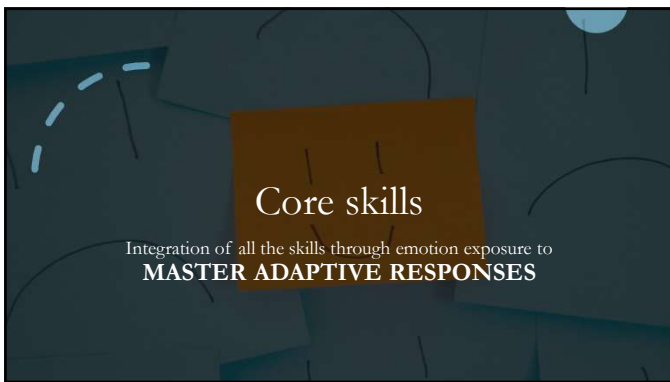 Core skills
Integration of all the skills through emotion exposure to
MASTER ADAPTIVE RESPONSES